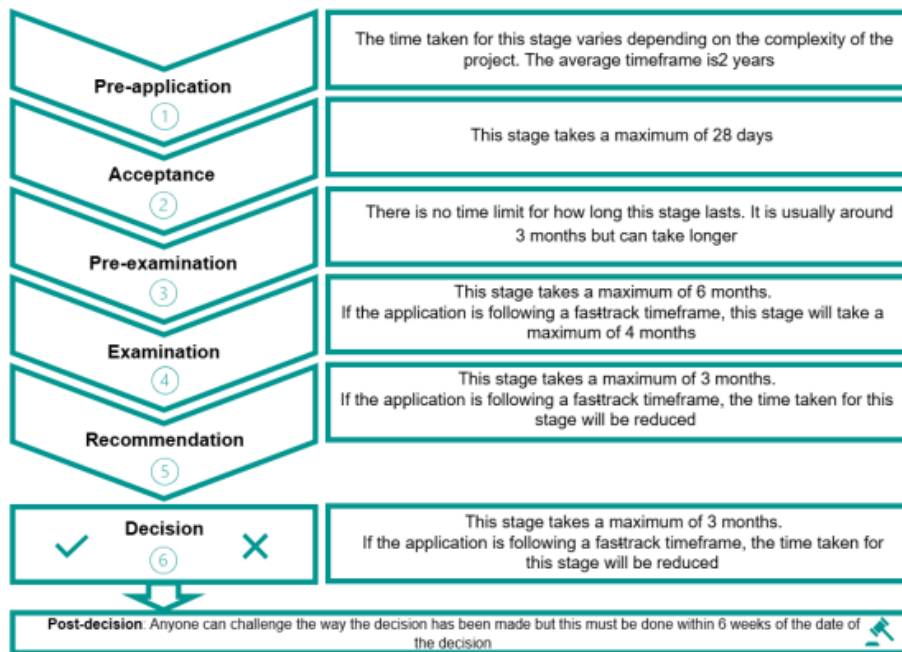 The time taken for this stage varies depending on the complexity of the
project. The average timeframe is2 years
Pre-application
1
This stage takes a maximum of 28 days
Acceptance
2
There is no time limit for how long this stage lasts. It is usually around
3 months but can take longer
Pre-examination
3
This stage takes a maximum of 6 months.
If the application is following a fasttrack timeframe, this stage will take a
maximum of 4 months
Examination
4
This stage takes a maximum of 3 months.
If the application is following a fasttrack timeframe, the time taken for this
stage will be reduced
Recommendation
5
Decision
6
This stage takes a maximum of 3 months.
If the application is following a fasttrack timeframe, the time taken for
this stage will be reduced
Post-decision: Anyone can challenge the way the decision has been made but this must be done within 6 weeks of the date of
the decision